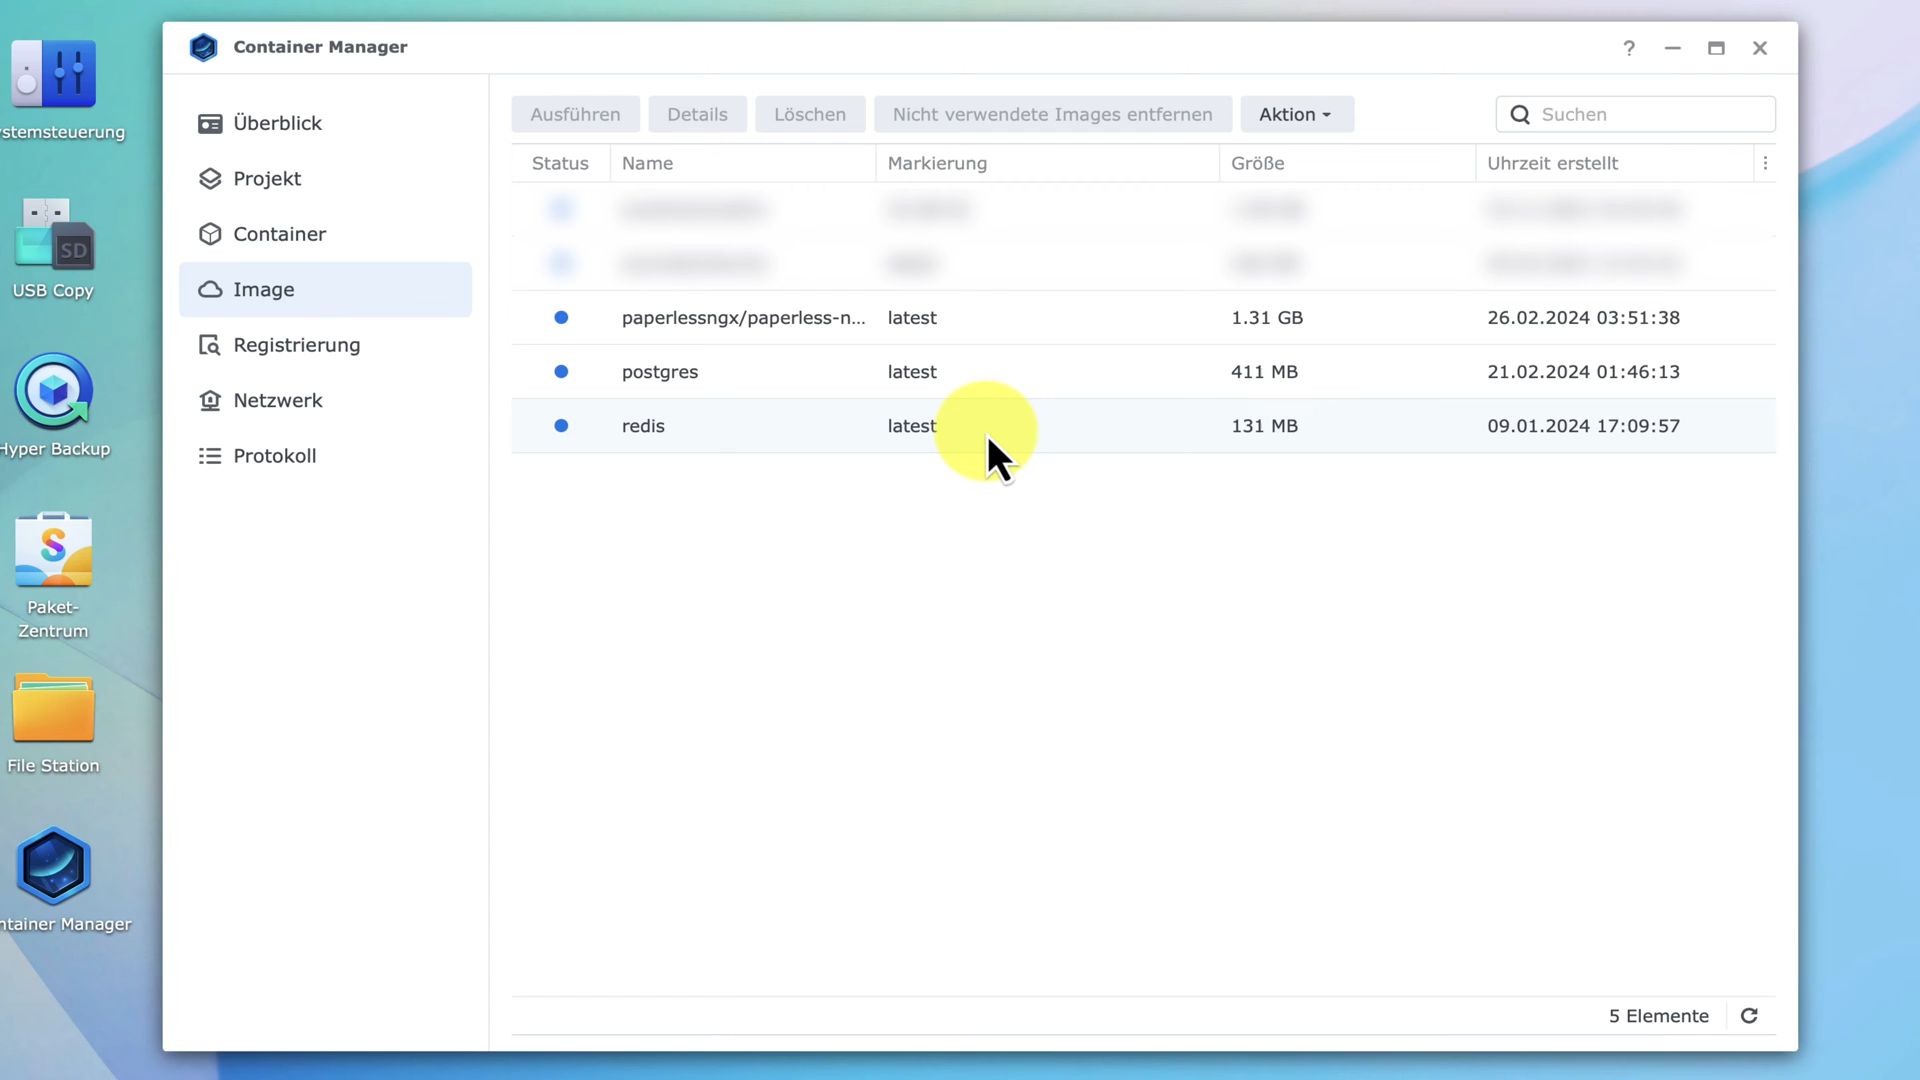 Container Manager
Systemsteuerung
USB Copy
SD
Hyper Backup
Paket-
Zentrum
File Station
Container Manager
Überblick
Projekt
Container
Image
Registrierung
Netzwerk
Protokoll
Ausführen Details Löschen Nicht verwendete Images entfernen Aktion Suchen
Status Name Markierung Größe Uhrzeit erstellt
paperlessngx/paperless-n... latest 1.31 GB 26.02.2024 03:51:38
postgres latest 411 MB 21.02.2024 01:46:13
redis latest 131 MB 09.01.2024 17:09:57
5 Elemente